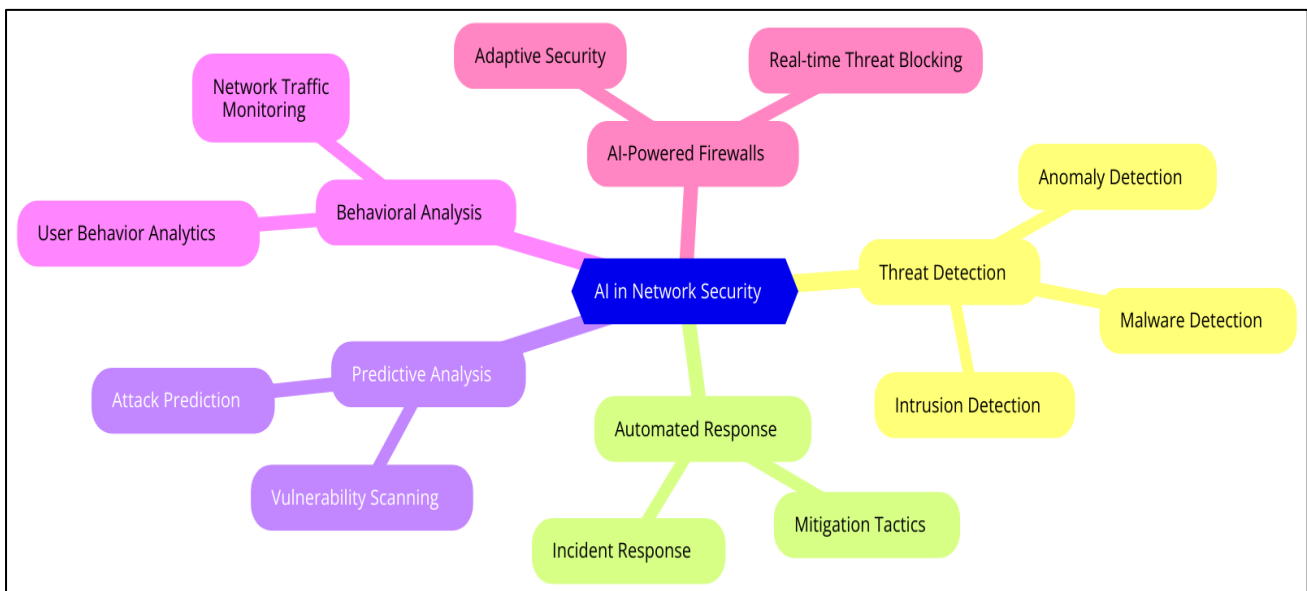 Adaptive Security
Real-time Threat Blocking
Network Traffic
Monitoring
AI-Powered Firewalls
Anomaly Detection
Behavioral Analysis
User Behavior Analytics
Threat Detection
AI in Network Security
Malware Detection
Predictive Analysis
Attack Prediction
Intrusion Detection
Automated Response
Vulnerability Scanning
Mitigation Tactics
Incident Response